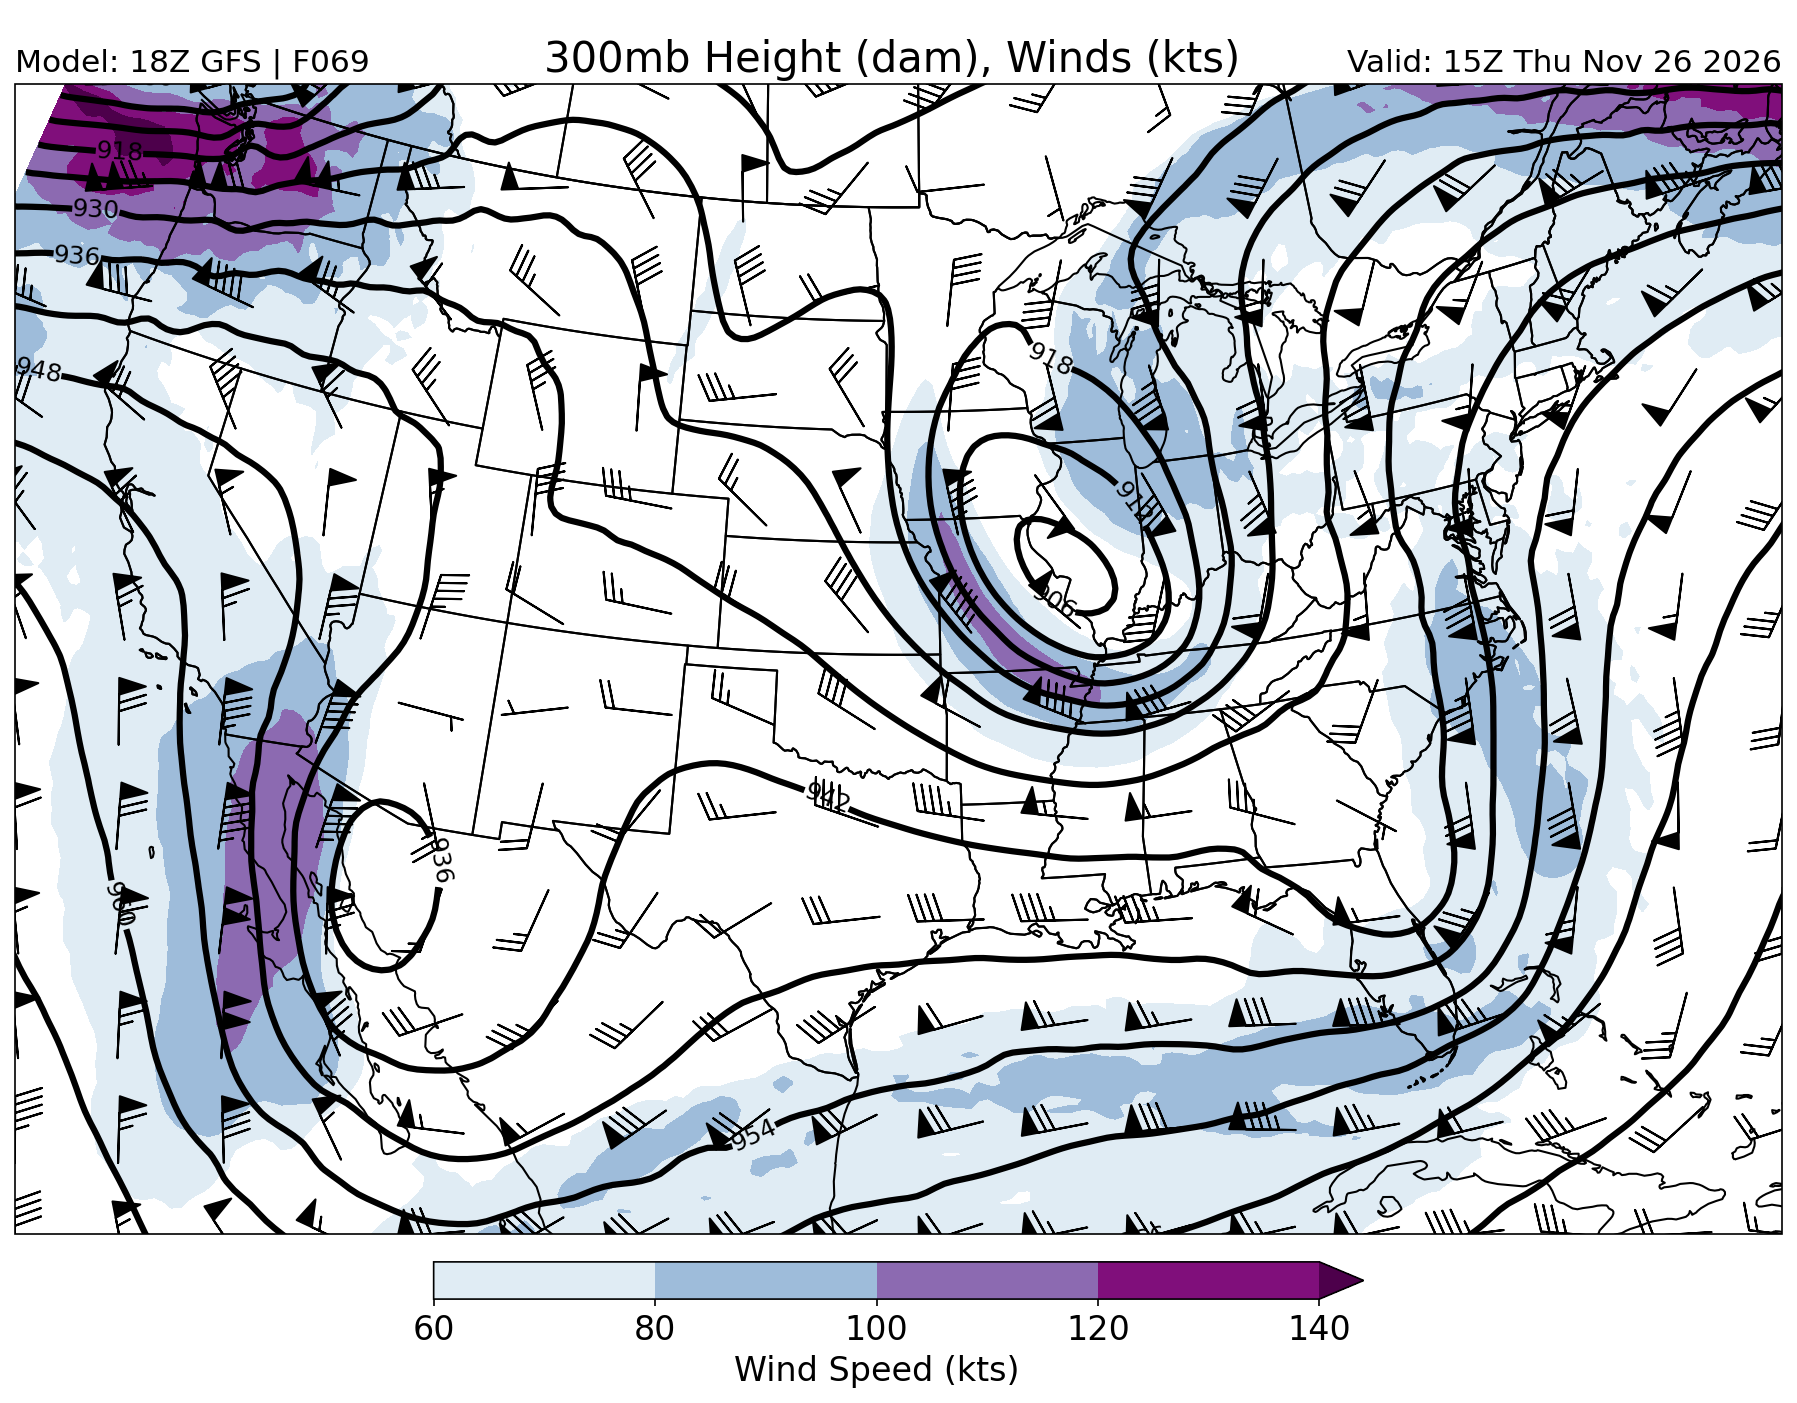 Model: 18Z GFS | F069
300mb Height (dam), Winds (kts)
Valid: 15Z Thu Nov 26 2026
918
930
936
948
918
912
906
942
936
960
954
60 80 100 120 140
Wind Speed (kts)